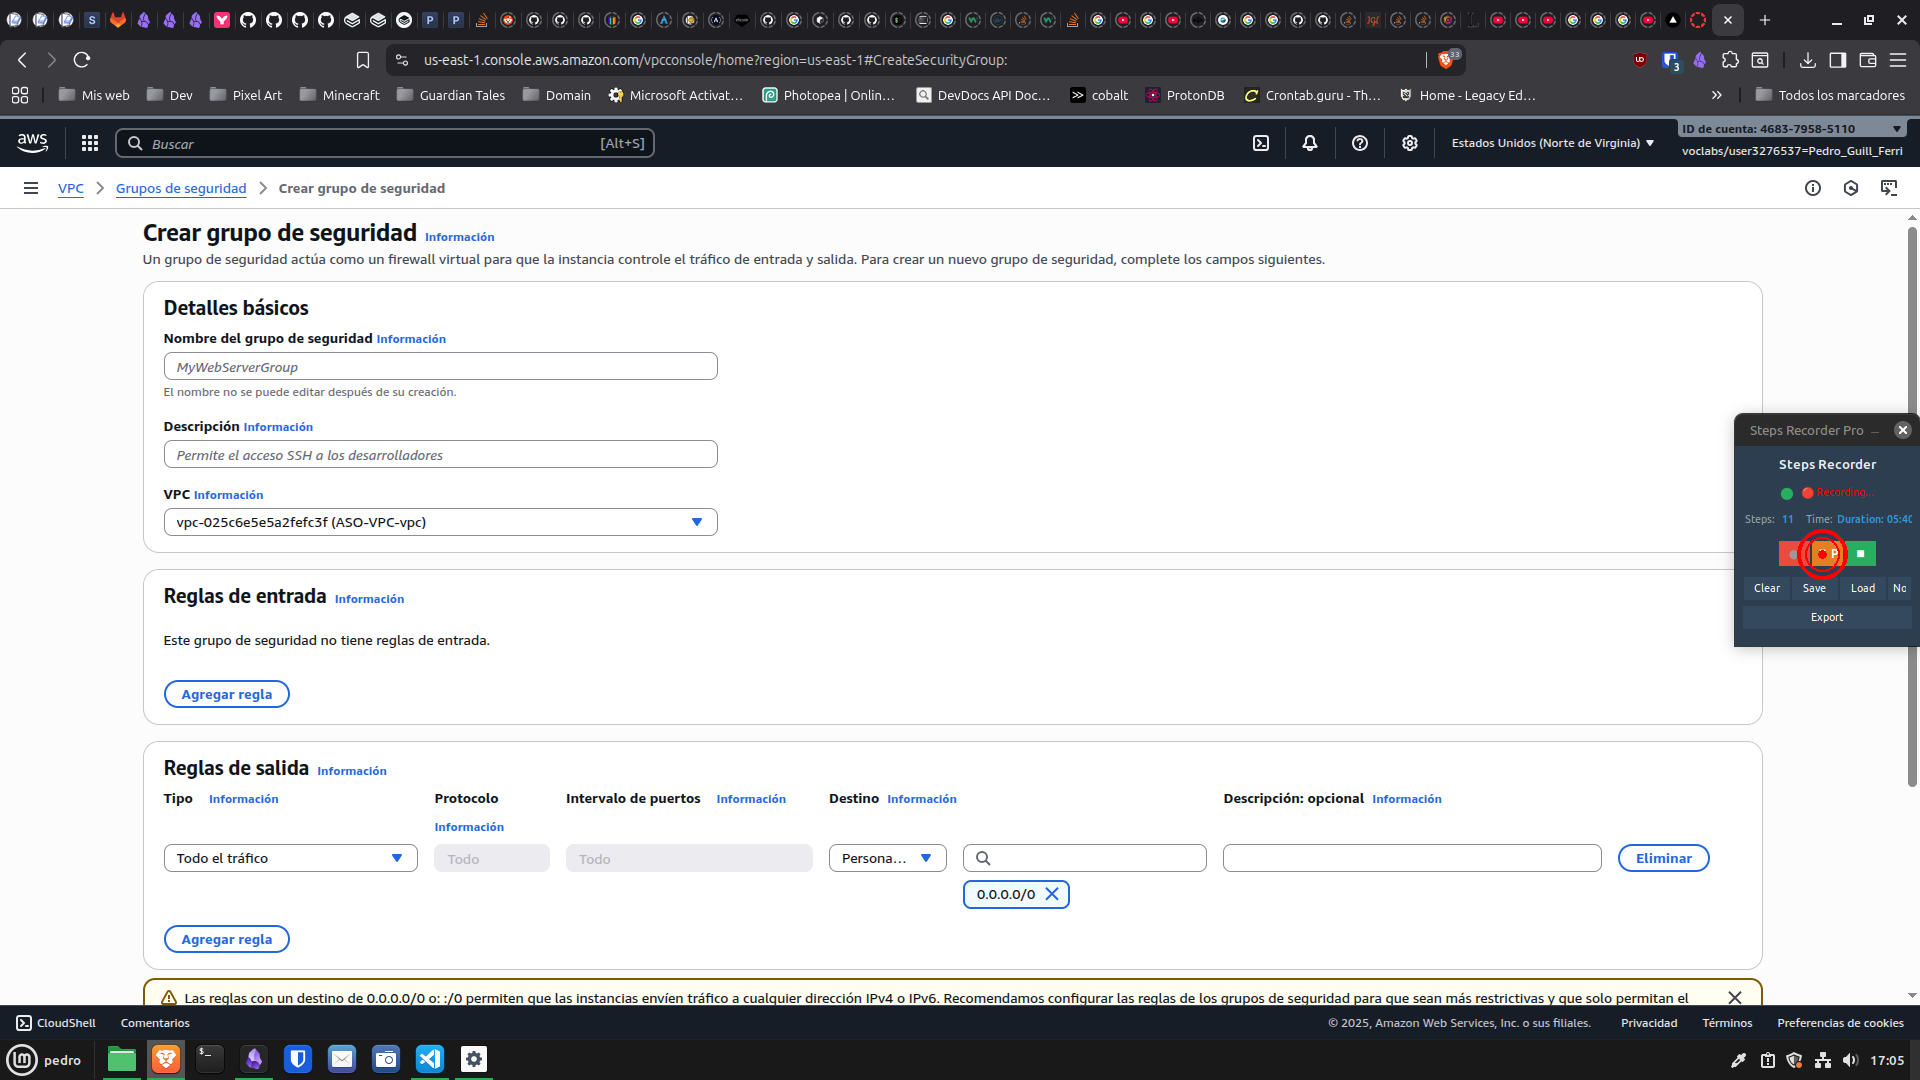 us-east-1.console.aws.amazon.com/vpcconsole/home?region=us-east-1#CreateSecurityGroup:
33
3
Mis web
Dev
Pixel Art
Minecraft
Guardian Tales
Domain
Microsoft Activat...
Photopea | Onlin...
DevDocs API Doc...
cobalt
ProtonDB
Crontab.guru - Th...
Home - Legacy Ed...
Todos los marcadores
aws
Buscar
[Alt+S]
Estados Unidos (Norte de Virginia)
ID de cuenta: 4683-7958-5110
voclabs/user3276537=Pedro_Guill_Ferri
VPC
Grupos de seguridad
Crear grupo de seguridad
Crear grupo de seguridad Información
Un grupo de seguridad actúa como un firewall virtual para que la instancia controle el tráfico de entrada y salida. Para crear un nuevo grupo de seguridad, complete los campos siguientes.
Detalles básicos
Nombre del grupo de seguridad Información
MyWebServerGroup
El nombre no se puede editar después de su creación.
Descripción Información
Permite el acceso SSH a los desarrolladores
VPC Información
vpc-025c6e5e5a2fefc3f (ASO-VPC-vpc)
Steps Recorder Pro
Steps Recorder
Recording...
Steps: 11 Time: Duration: 05:40
P
Clear Save Load No
Export
Reglas de entrada Información
Este grupo de seguridad no tiene reglas de entrada.
Agregar regla
Reglas de salida Información
Tipo Información
Protocolo
Información
Intervalo de puertos Información
Destino Información
Descripción: opcional Información
Todo el tráfico
Todo
Todo
Persona...
Eliminar
0.0.0.0/0
Agregar regla
Las reglas con un destino de 0.0.0.0/0 o: :/0 permiten que las instancias envíen tráfico a cualquier dirección IPv4 o IPv6. Recomendamos configurar las reglas de los grupos de seguridad para que sean más restrictivas y que solo permitan el
CloudShell
Comentarios
© 2025, Amazon Web Services, Inc. o sus filiales.
Privacidad
Términos
Preferencias de cookies
pedro
17:05